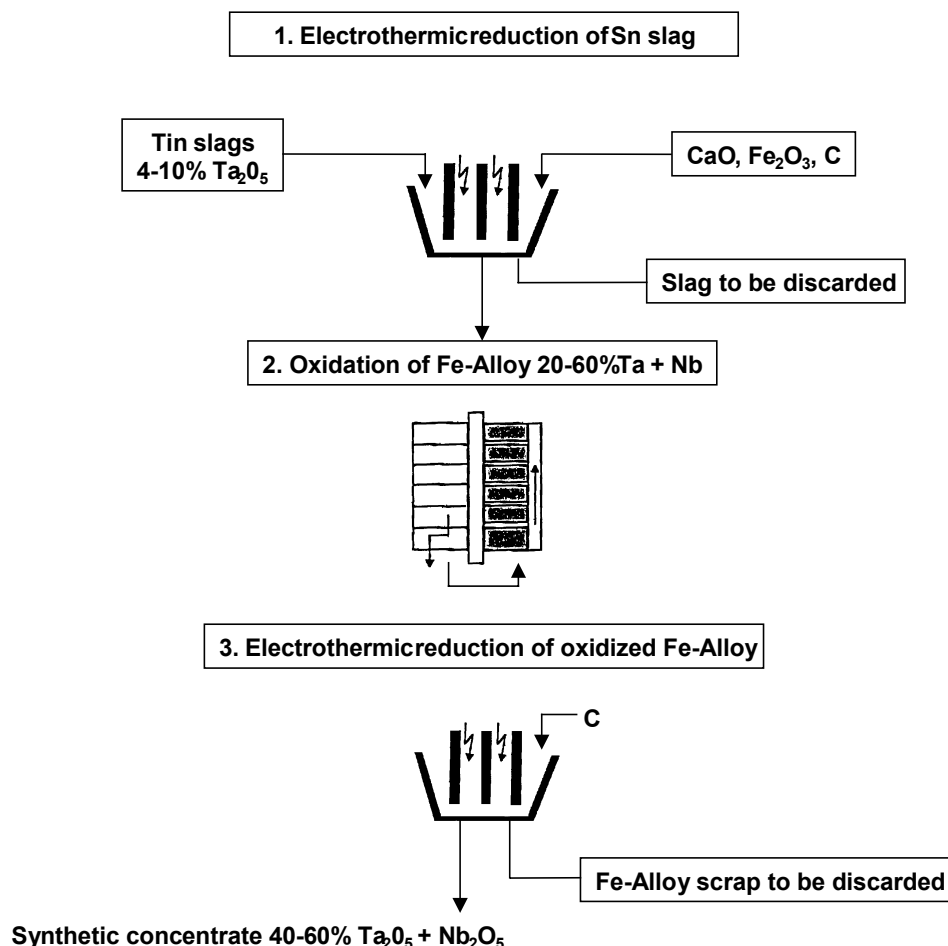 1. Electrothermicreduction of Sn slag
Tin slags
4-10% Ta₂0₅
CaO, Fe₂O₃, C
Slag to be discarded
2. Oxidation of Fe-Alloy 20-60%Ta + Nb
3. Electrothermicreduction of oxidized Fe-Alloy
C
Fe-Alloy scrap to be discarded
Synthetic concentrate 40-60% Ta₂0₅ + Nb₂O₅